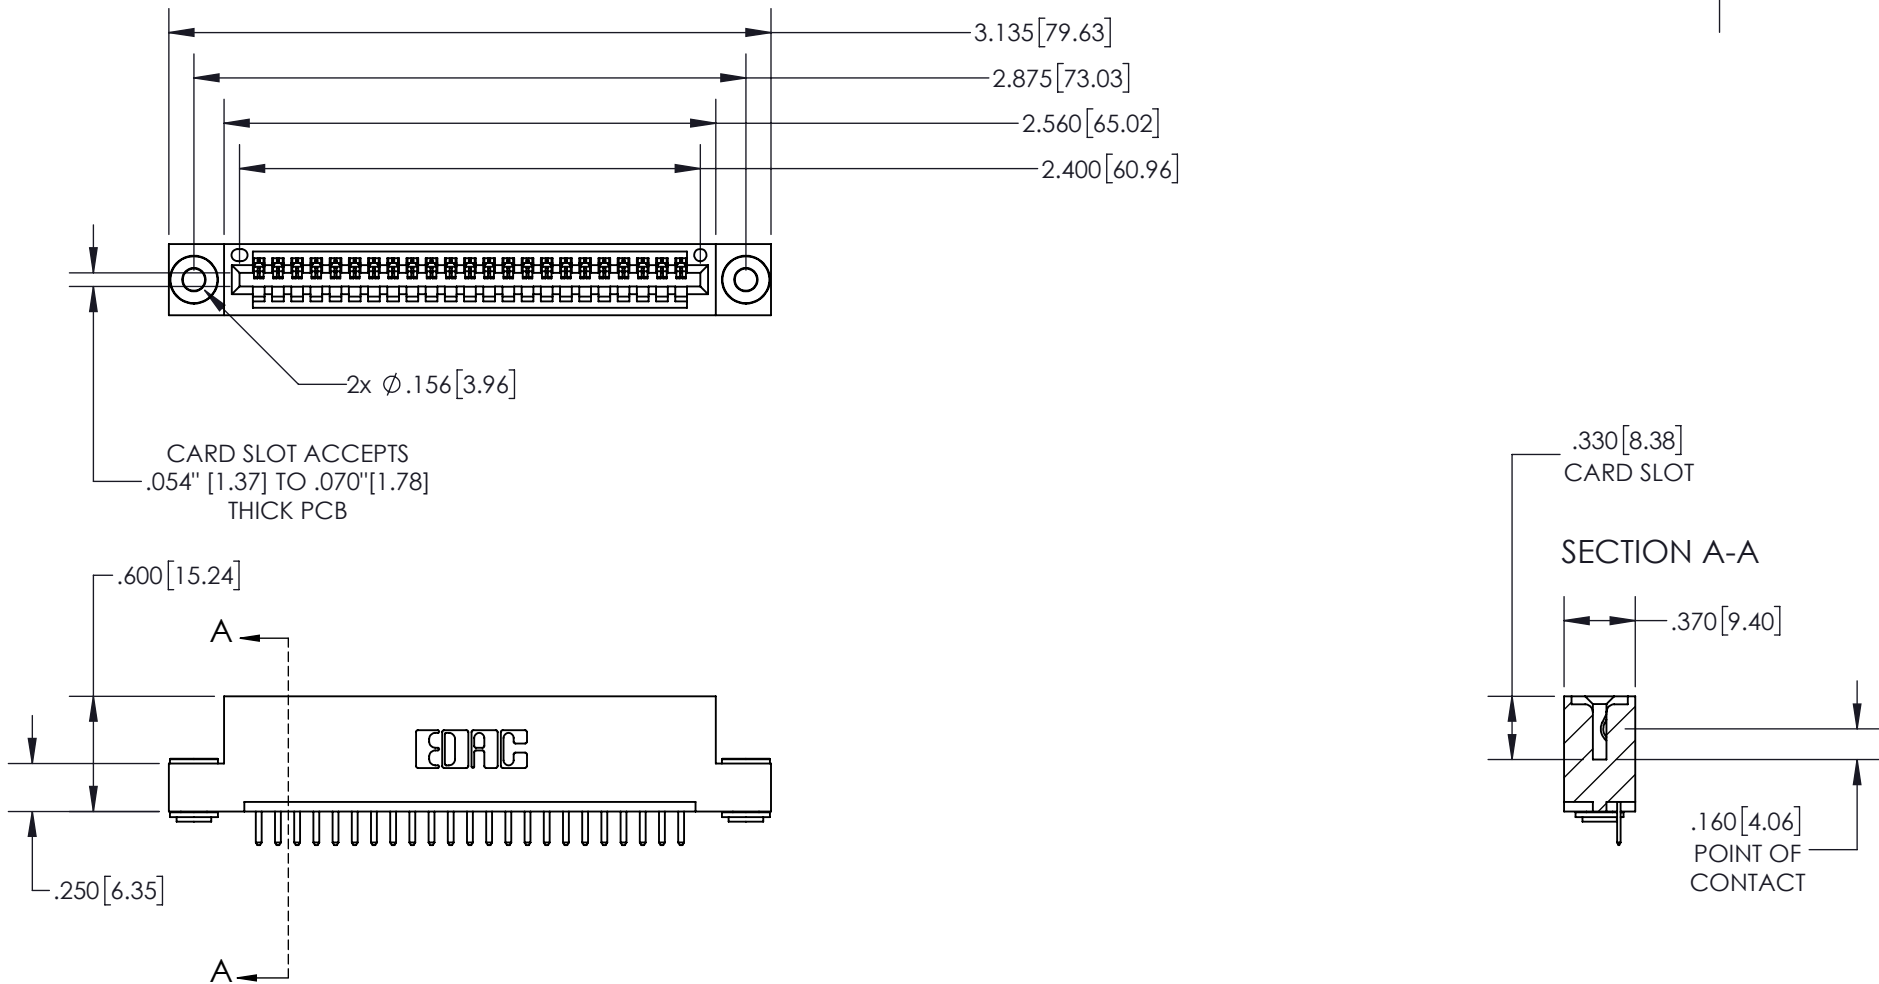 3.135[79.63]
2.875[73.03]
2.560[65.02]
2.400[60.96]
2x ∅.156[3.96]
CARD SLOT ACCEPTS
.054" [1.37] TO .070"[1.78]
THICK PCB
.330[8.38]
CARD SLOT
SECTION A-A
.600[15.24]
A
.370[9.40]
EDAC
.160[4.06]
POINT OF
CONTACT
.250[6.35]
A